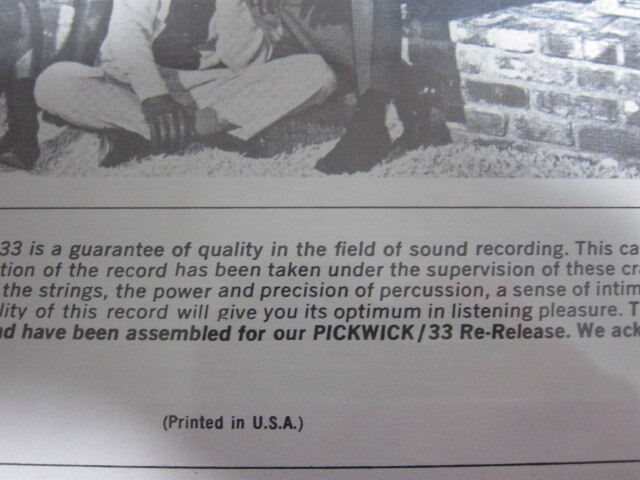 33 is a guarantee of quality in the field of sound recording. This ca
tion of the record has been taken under the supervision of these cr
the strings, the power and precision of percussion, a sense of intim
lity of this record will give you its optimum in listening pleasure. T
nd have been assembled for our PICKWICK/33 Re-Release. We ack
(Printed in U.S.A.)